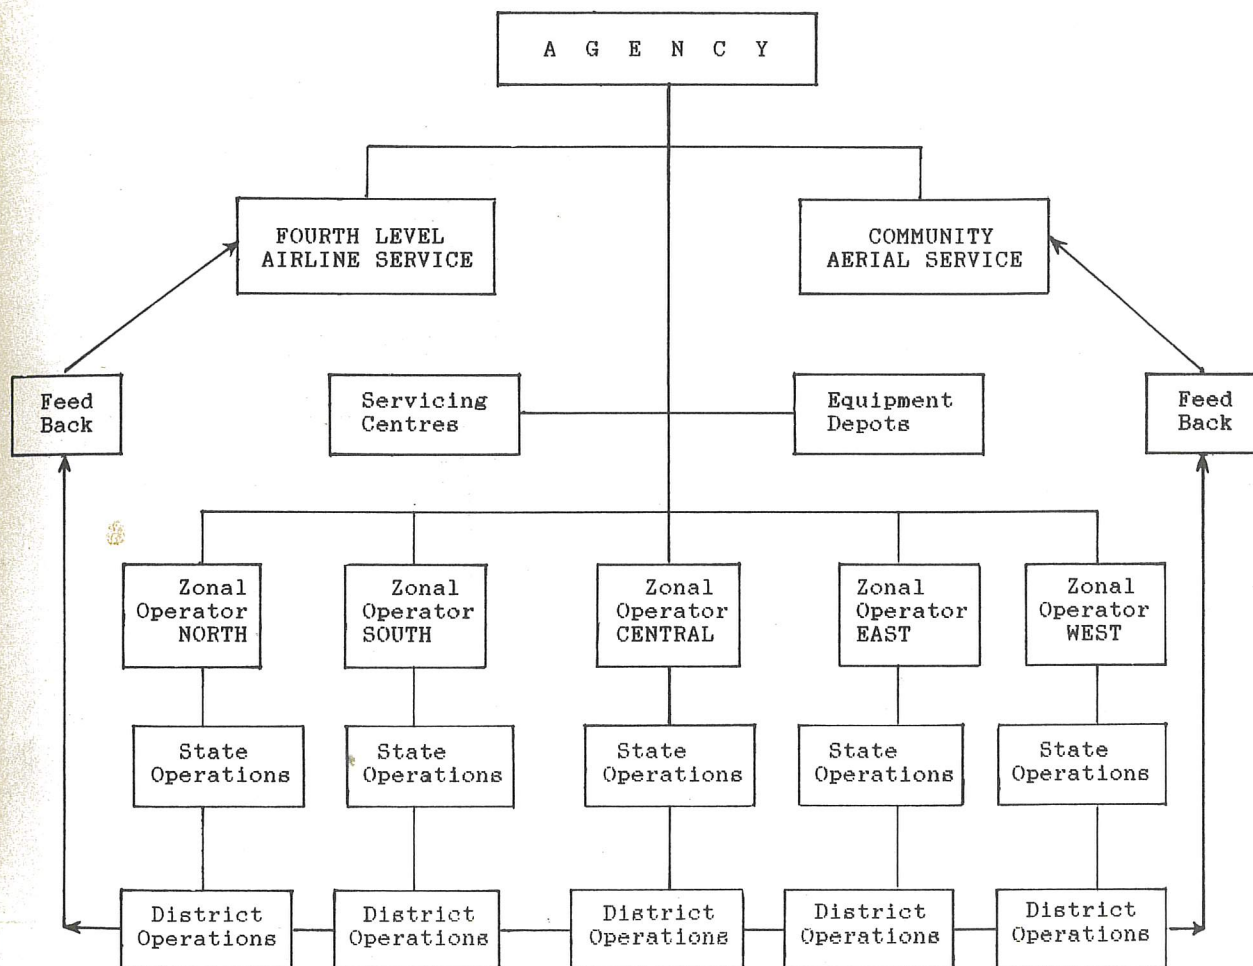 A G E N C Y
FOURTH LEVEL
AIRLINE SERVICE
COMMUNITY
AERIAL SERVICE
Feed
Back
Servicing
Centres
Equipment
Depots
Feed
Back
Zonal
Operator
NORTH
Zonal
Operator
SOUTH
Zonal
Operator
CENTRAL
Zonal
Operator
EAST
Zonal
Operator
WEST
State
Operations
State
Operations
State
Operations
State
Operations
State
Operations
District
Operations
District
Operations
District
Operations
District
Operations
District
Operations